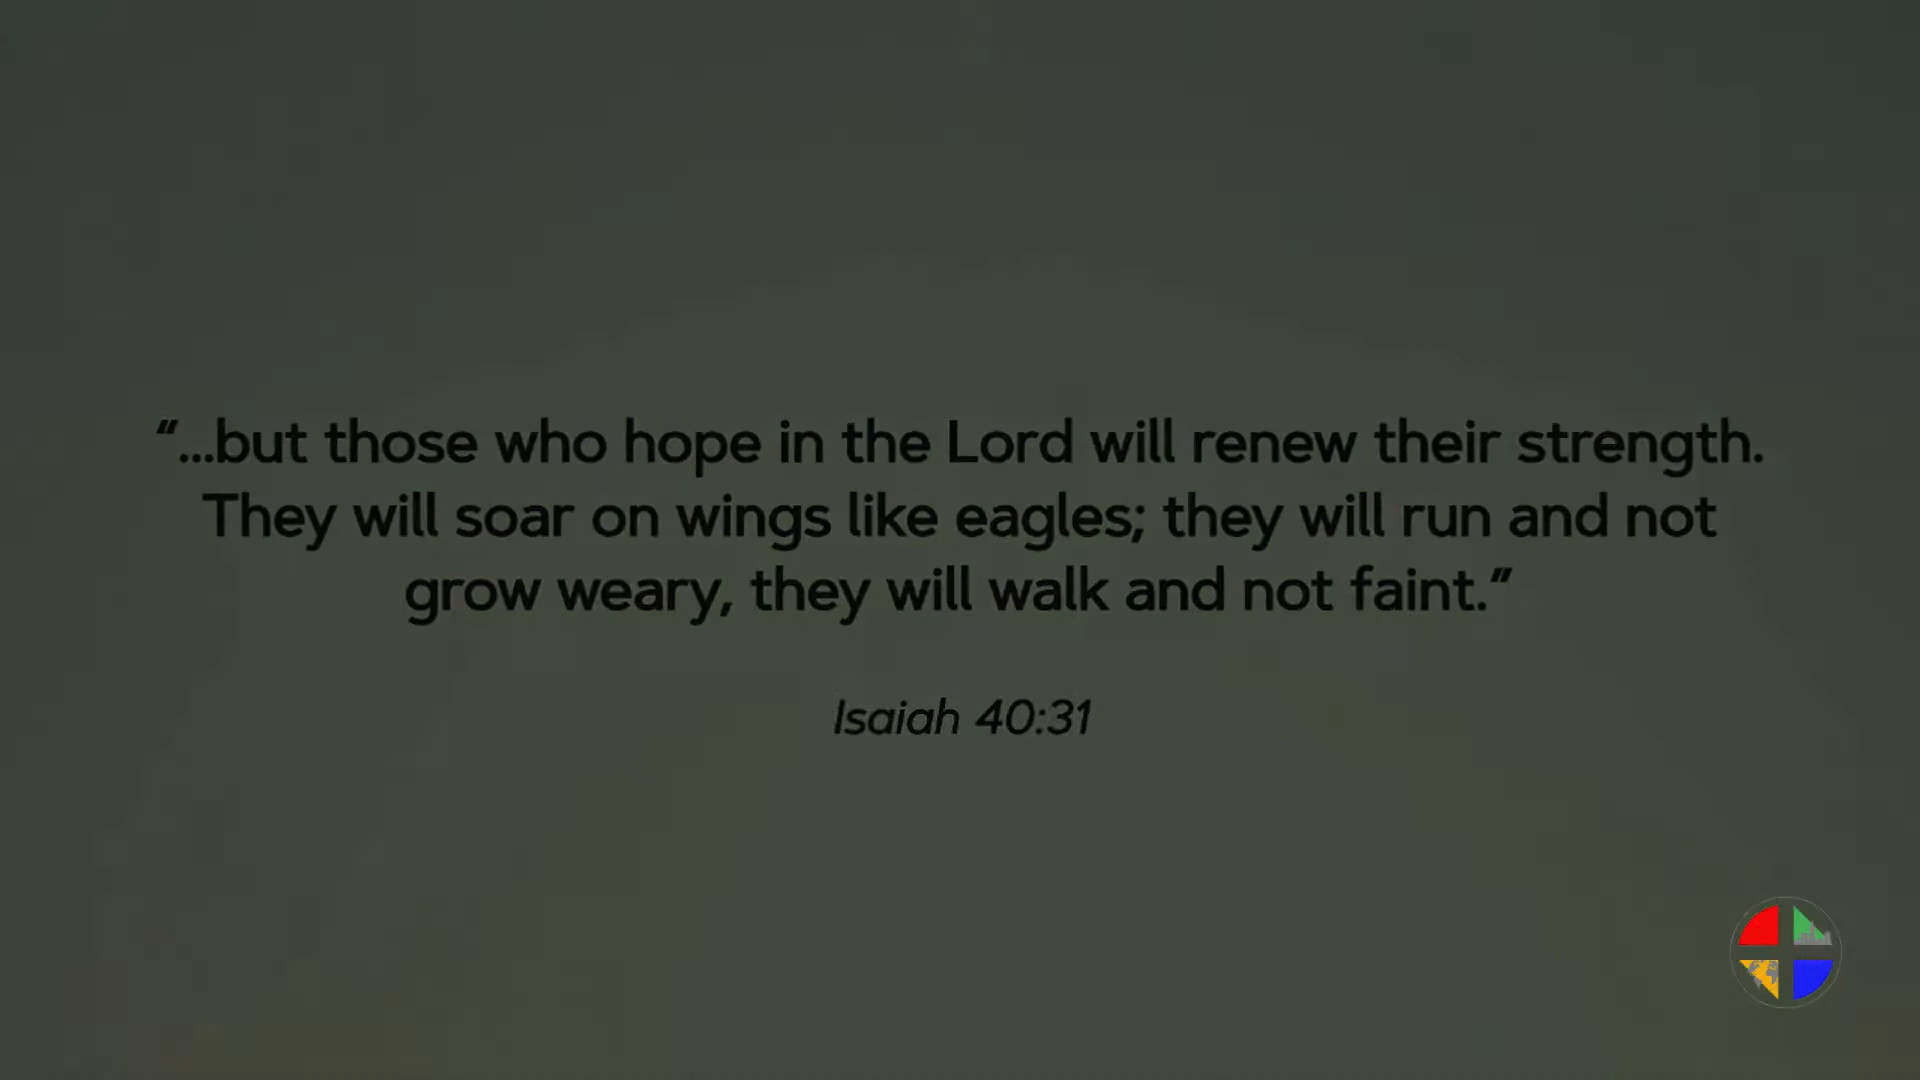 “...but those who hope in the Lord will renew their strength.
They will soar on wings like eagles; they will run and not
grow weary, they will walk and not faint.”
Isaiah 40:31